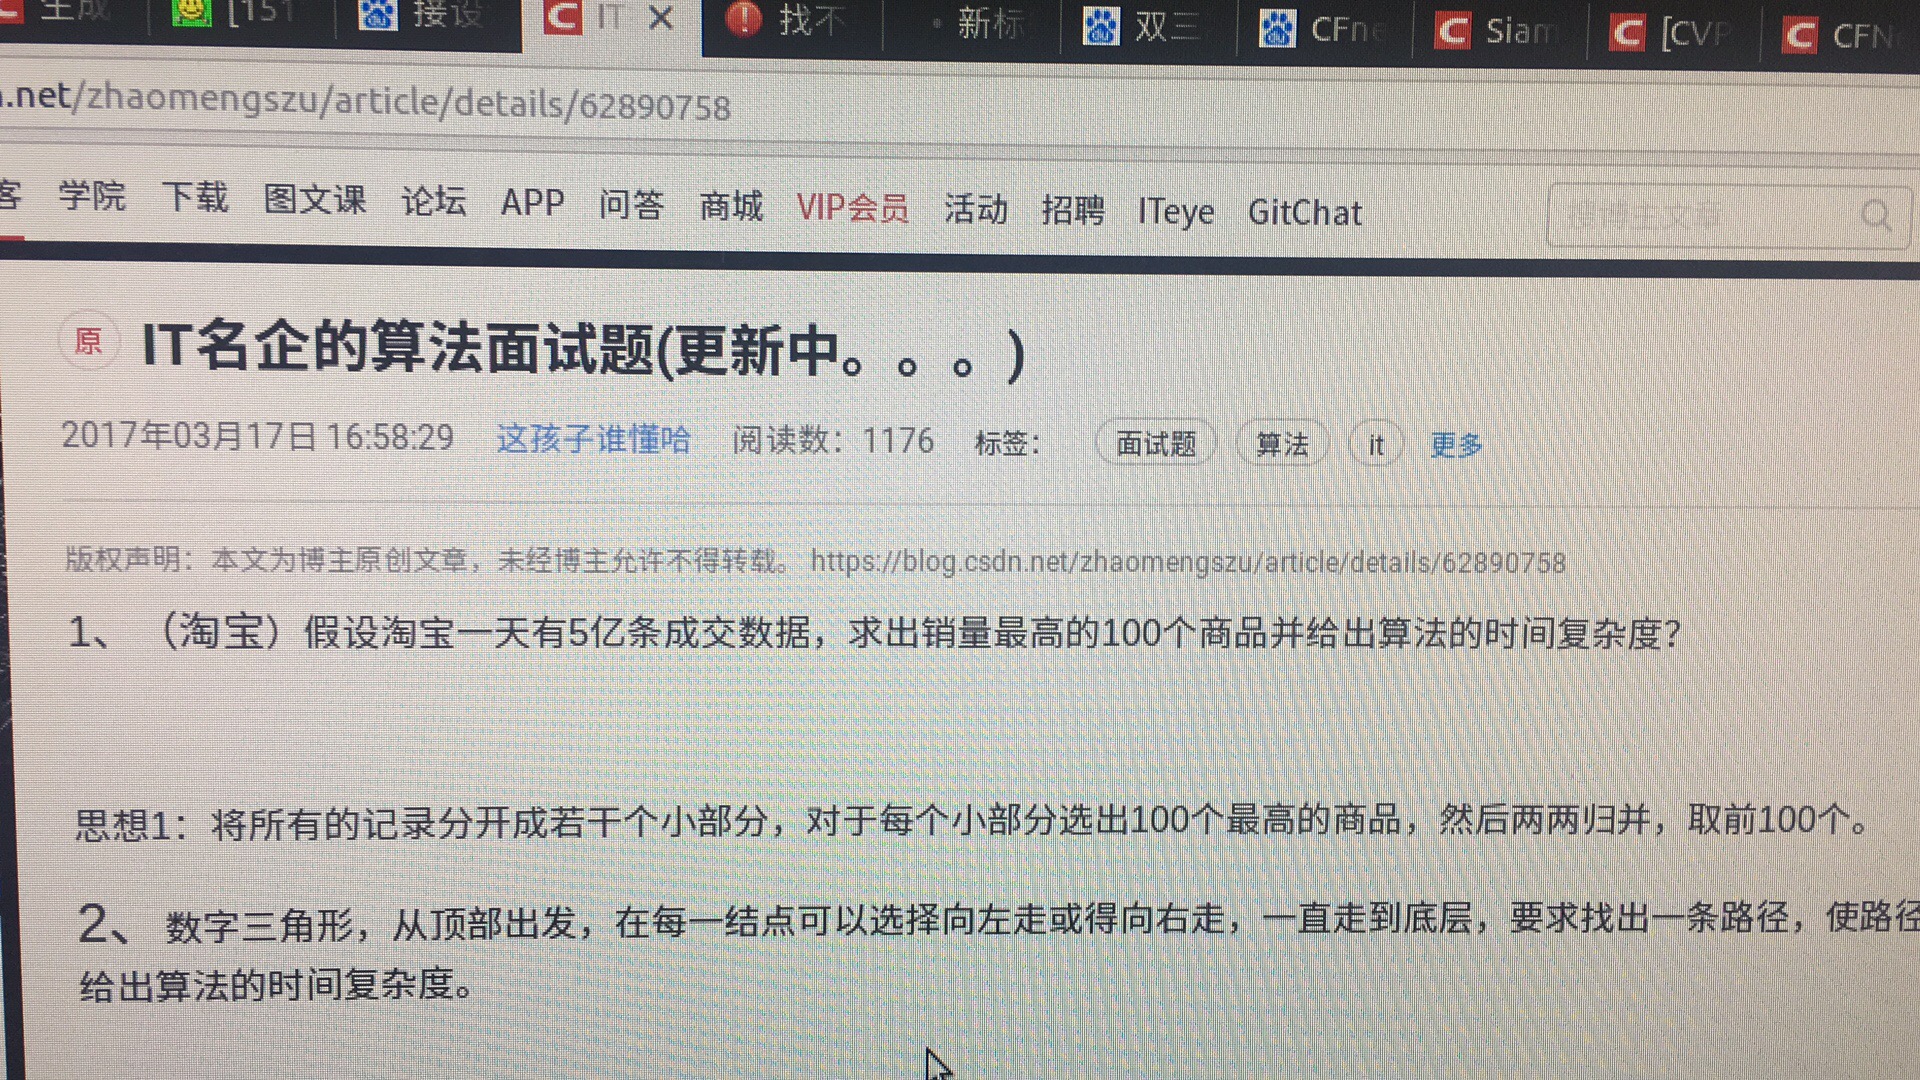 [151 接设 IT 找不 新标 双三 CFne Siam [CVP CFN
.net/zhaomengszu/article/details/62890758
客 学院 下载 图文课 论坛 APP 问答 商城 VIP会员 活动 招聘 ITeye GitChat
原 IT名企的算法面试题(更新中。。。)
2017年03月17日 16:58:29 这孩子谁懂哈 阅读数：1176 标签： 面试题 算法 it 更多
版权声明：本文为博主原创文章，未经博主允许不得转载。 https://blog.csdn.net/zhaomengszu/article/details/62890758
1、（淘宝）假设淘宝一天有5亿条成交数据，求出销量最高的100个商品并给出算法的时间复杂度？
思想1：将所有的记录分开成若干个小部分，对于每个小部分选出100个最高的商品，然后两两归并，取前100个。
2、数字三角形，从顶部出发，在每一结点可以选择向左走或得向右走，一直走到底层，要求找出一条路径，使路径
给出算法的时间复杂度。